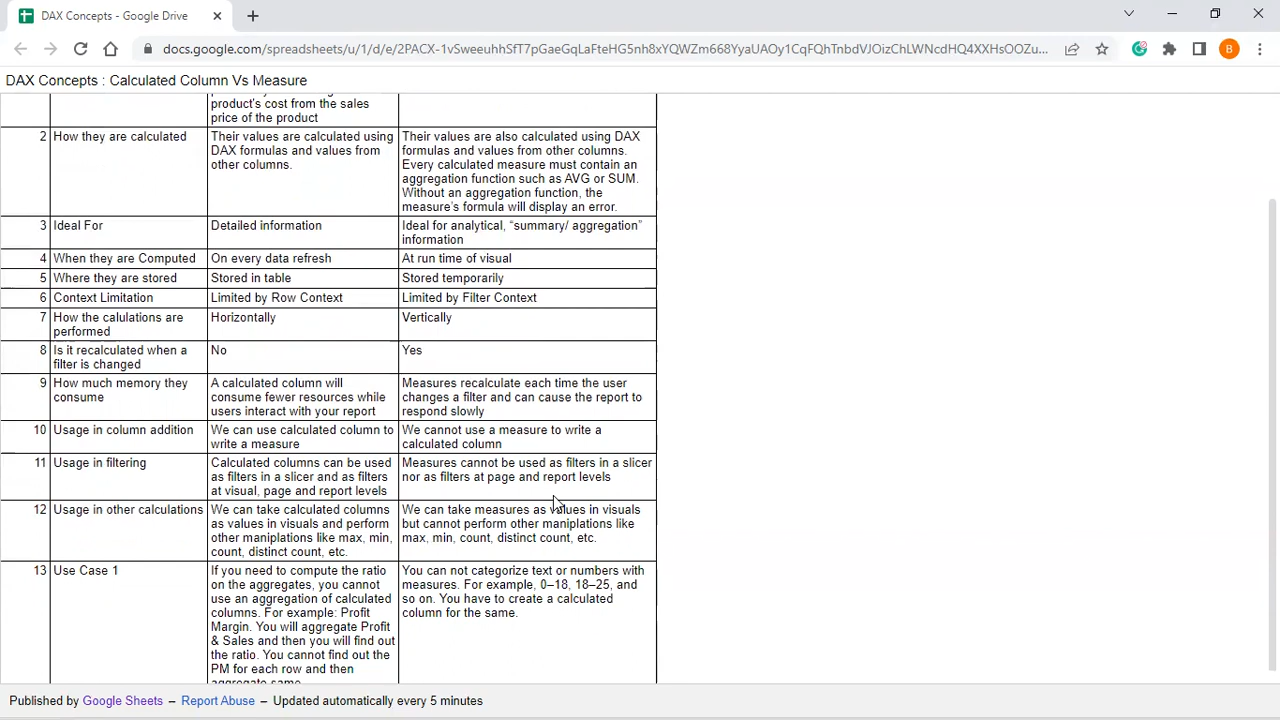 DAX Concepts - Google Drive
docs.google.com/spreadsheets/u/1/d/e/2PACX-1vSweeuhhSfT7pGaeGqLaFteHG5nh8xYQWZm668YyaUAOy1CqFQhTnbdVJOizChLWNcdHQ4XXHsOOZu...
B
DAX Concepts : Calculated Column Vs Measure
product's cost from the sales
price of the product
2 How they are calculated
Their values are calculated using
DAX formulas and values from
other columns.
Their values are also calculated using DAX
formulas and values from other columns.
Every calculated measure must contain an
aggregation function such as AVG or SUM.
Without an aggregation function, the
measure's formula will display an error.
3 Ideal For
Detailed information
Ideal for analytical, “summary/ aggregation”
information
4 When they are Computed
On every data refresh
At run time of visual
5 Where they are stored
Stored in table
Stored temporarily
6 Context Limitation
Limited by Row Context
Limited by Filter Context
7 How the calulations are
performed
Horizontally
Vertically
8 Is it recalculated when a
filter is changed
No
Yes
9 How much memory they
consume
A calculated column will
consume fewer resources while
users interact with your report
Measures recalculate each time the user
changes a filter and can cause the report to
respond slowly
10 Usage in column addition
We can use calculated column to
write a measure
We cannot use a measure to write a
calculated column
11 Usage in filtering
Calculated columns can be used
as filters in a slicer and as filters
at visual, page and report levels
Measures cannot be used as filters in a slicer
nor as filters at page and report levels
12 Usage in other calculations
We can take calculated columns
as values in visuals and perform
other maniplations like max, min,
count, distinct count, etc.
We can take measures as values in visuals
but cannot perform other maniplations like
max, min, count, distinct count, etc.
13 Use Case 1
If you need to compute the ratio
on the aggregates, you cannot
use an aggregation of calculated
columns. For example: Profit
Margin. You will aggregate Profit
& Sales and then you will find out
the ratio. You cannot find out the
PM for each row and then
aggregate same
You can not categorize text or numbers with
measures. For example, 0–18, 18–25, and
so on. You have to create a calculated
column for the same.
Published by Google Sheets – Report Abuse – Updated automatically every 5 minutes